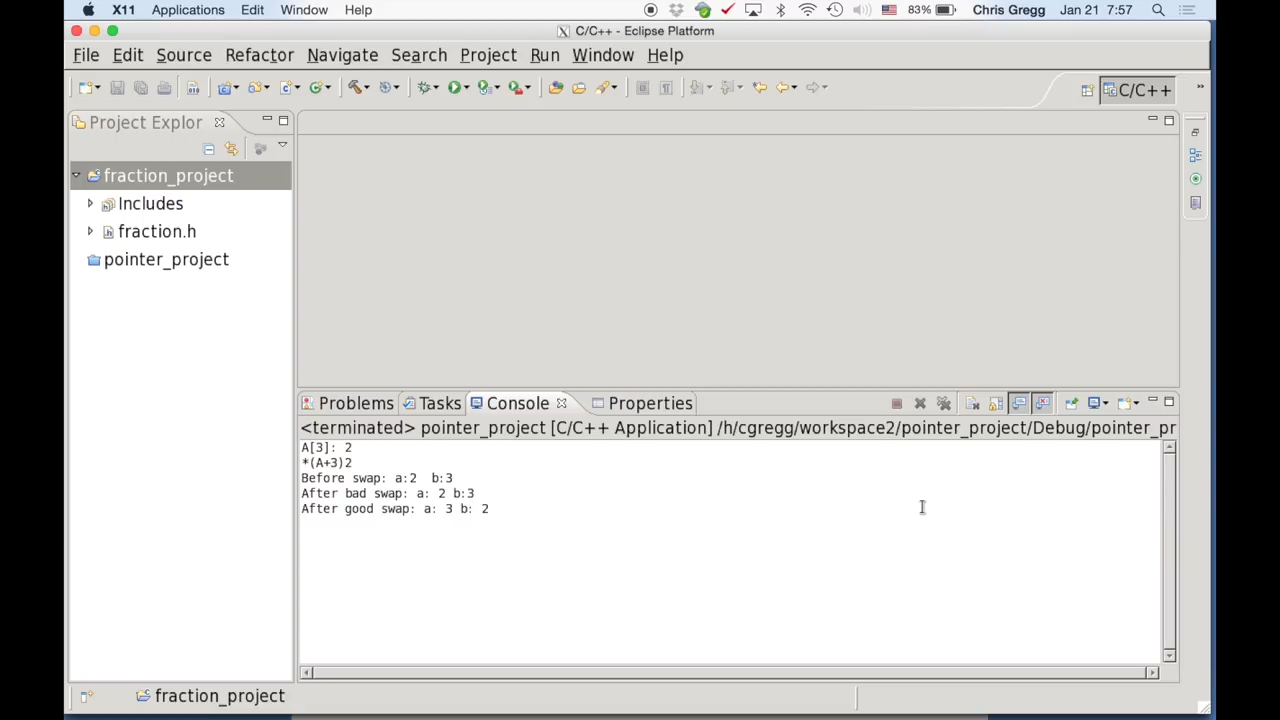 X11 Applications Edit Window Help 83% Chris Gregg Jan 21 7:57
C/C++ - Eclipse Platform
File Edit Source Refactor Navigate Search Project Run Window Help
C/C++
Project Explor
fraction_project
Includes
fraction.h
pointer_project
Problems Tasks Console Properties
<terminated> pointer_project [C/C++ Application] /h/cgregg/workspace2/pointer_project/Debug/pointer_pr
A[3]: 2
*(A+3)2
Before swap: a:2  b:3
After bad swap: a: 2 b:3
After good swap: a: 3 b: 2
fraction_project